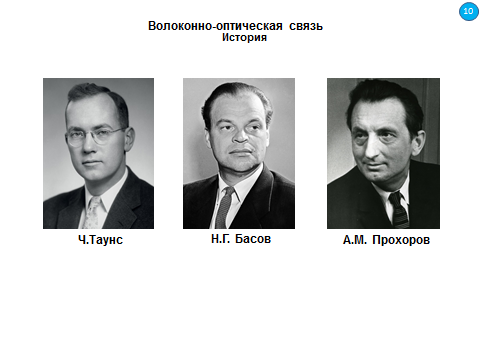 10
Волоконно-оптическая связь
История
Ч.Таунс
Н.Г. Басов
А.М. Прохоров